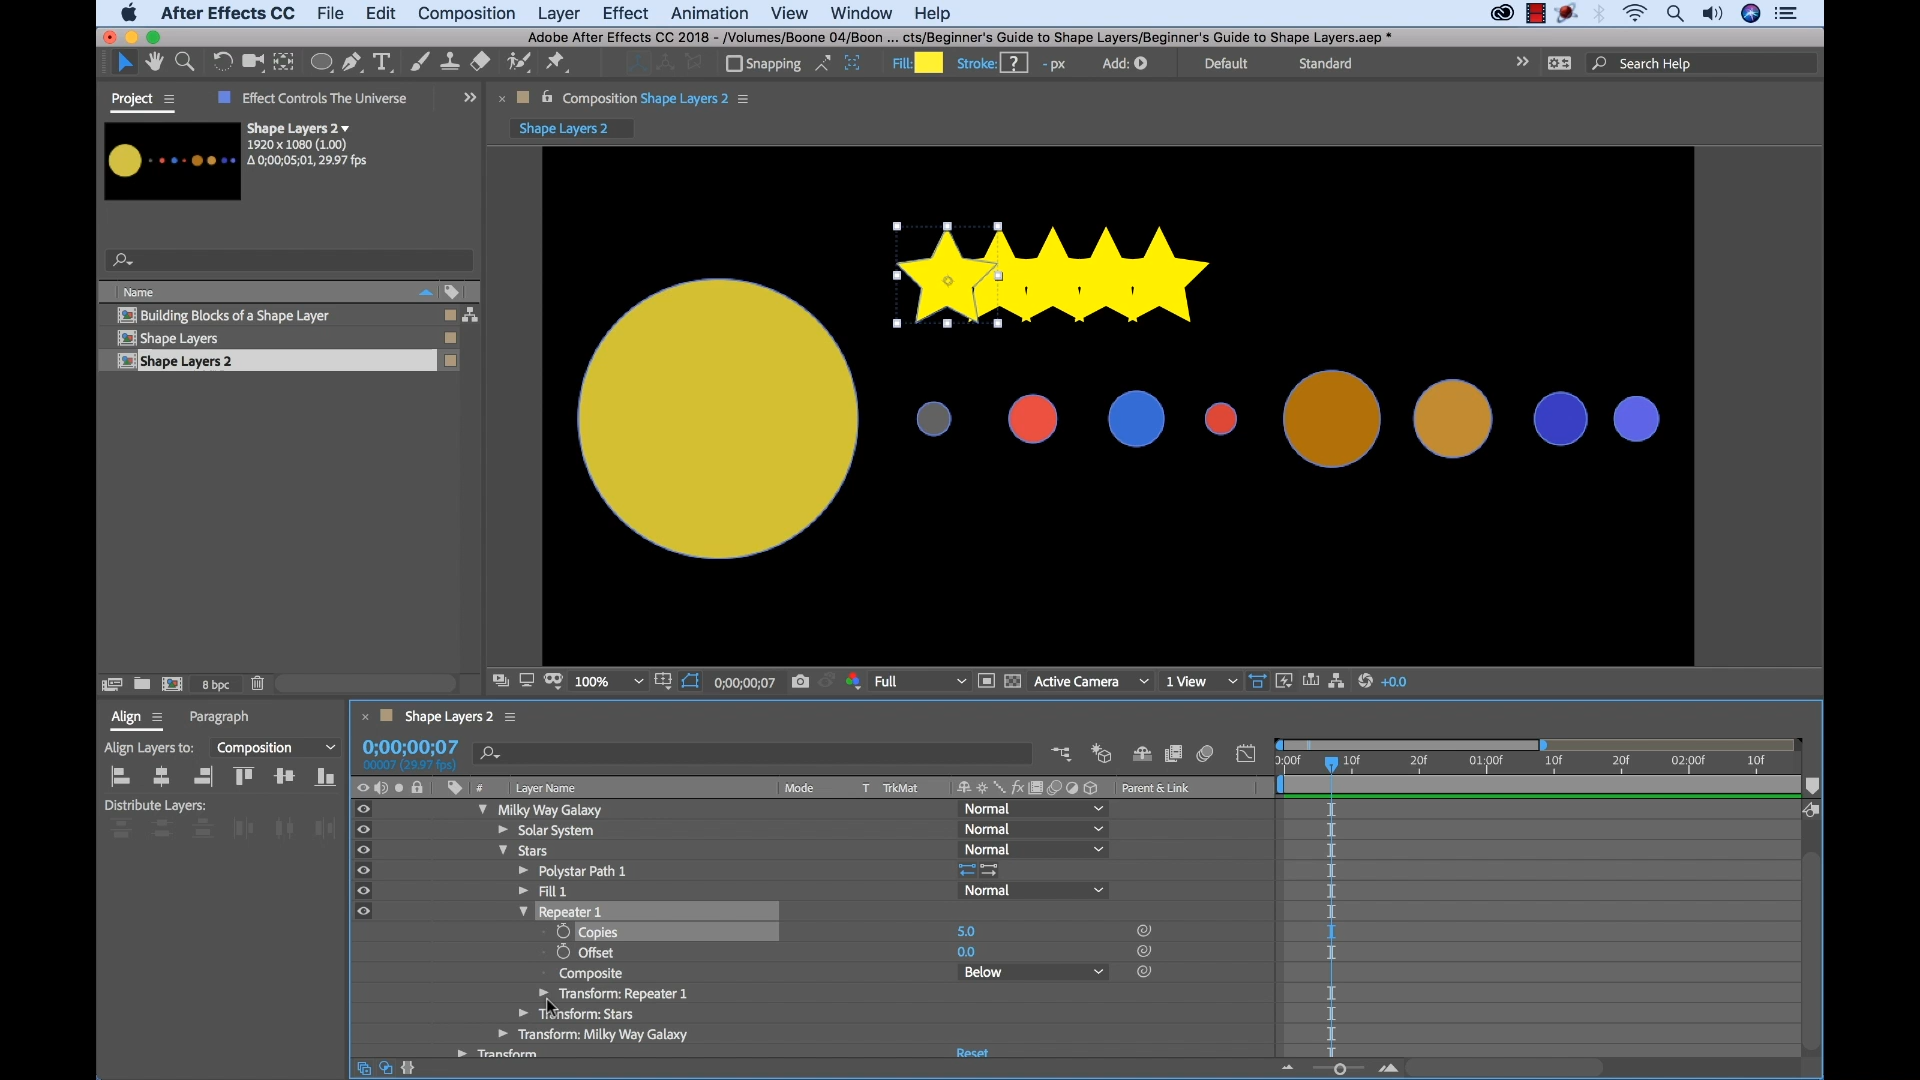 After Effects CC File Edit Composition Layer Effect Animation View Window Help
Adobe After Effects CC 2018 - /Volumes/Boone 04/Boon ... cts/Beginner's Guide to Shape Layers/Beginner's Guide to Shape Layers.aep *
Snapping Fill: Stroke: ? - px Add: Default Standard Search Help
Project Effect Controls The Universe
Composition Shape Layers 2
Shape Layers 2
1920 x 1080 (1.00)
Δ 0;00;05;01, 29.97 fps
Shape Layers 2
Name
Building Blocks of a Shape Layer
Shape Layers
Shape Layers 2
8 bpc
100% 0;00;00;07 Full Active Camera 1 View +0.0
Align Paragraph
Align Layers to: Composition
Distribute Layers:
Shape Layers 2
0;00;00;07
00007 (29.97 fps)
# Layer Name Mode T TrkMat fx Parent & Link
0:00f 10f 20f 01:00f 10f 20f 02:00f 10f
Milky Way Galaxy Normal
Solar System Normal
Stars Normal
Polystar Path 1
Fill 1 Normal
Repeater 1
Copies 5.0
Offset 0.0
Composite Below
Transform: Repeater 1
Transform: Stars
Transform: Milky Way Galaxy
Transform Reset